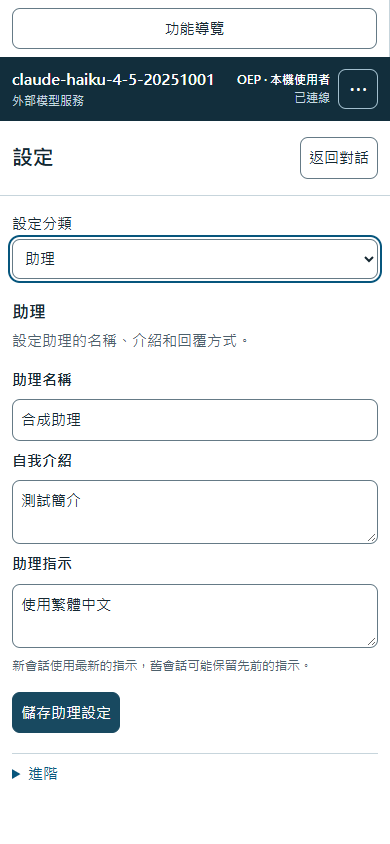 功能導覽
claude-haiku-4-5-20251001
OEP · 本機使用者
外部模型服務
已連線
...
設定
返回對話
設定分類
助理
助理
設定助理的名稱、介紹和回覆方式。
助理名稱
合成助理
自我介紹
測試簡介
助理指示
使用繁體中文
新會話使用最新的指示，舊會話可能保留先前的指示。
儲存助理設定
進階